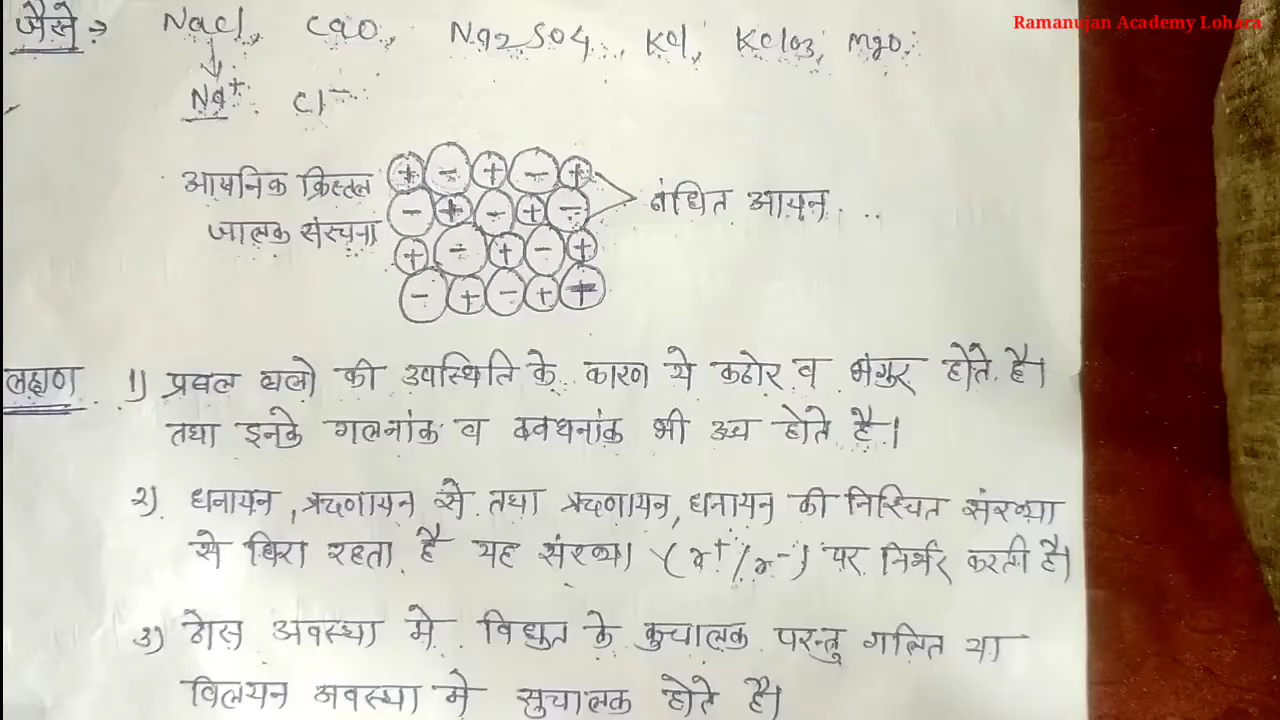 Ramanujan Academy Lohara
जैसे → NaCl, CaO, Na2SO4, KCl, KClO3, MgO.
Na+ Cl-
आयनिक क्रिस्टल
जालक संरचना
बंधित आयन
लक्षण 1) प्रबल बलो की उपस्थिति के कारण ये कठोर व भंगुर होते है।
तथा इनके गलनांक व क्वथनांक भी उच्च होते है।
2) धनायन, ऋणायन से तथा ऋणायन, धनायन की निश्चित संख्या
से घिरा रहता है यह संख्या (r+/r-) पर निर्भर करती है।
3) ठोस अवस्था मे विधुत के कुचालक परन्तु गलित या
विलयन अवस्था मे सुचालक होते है।